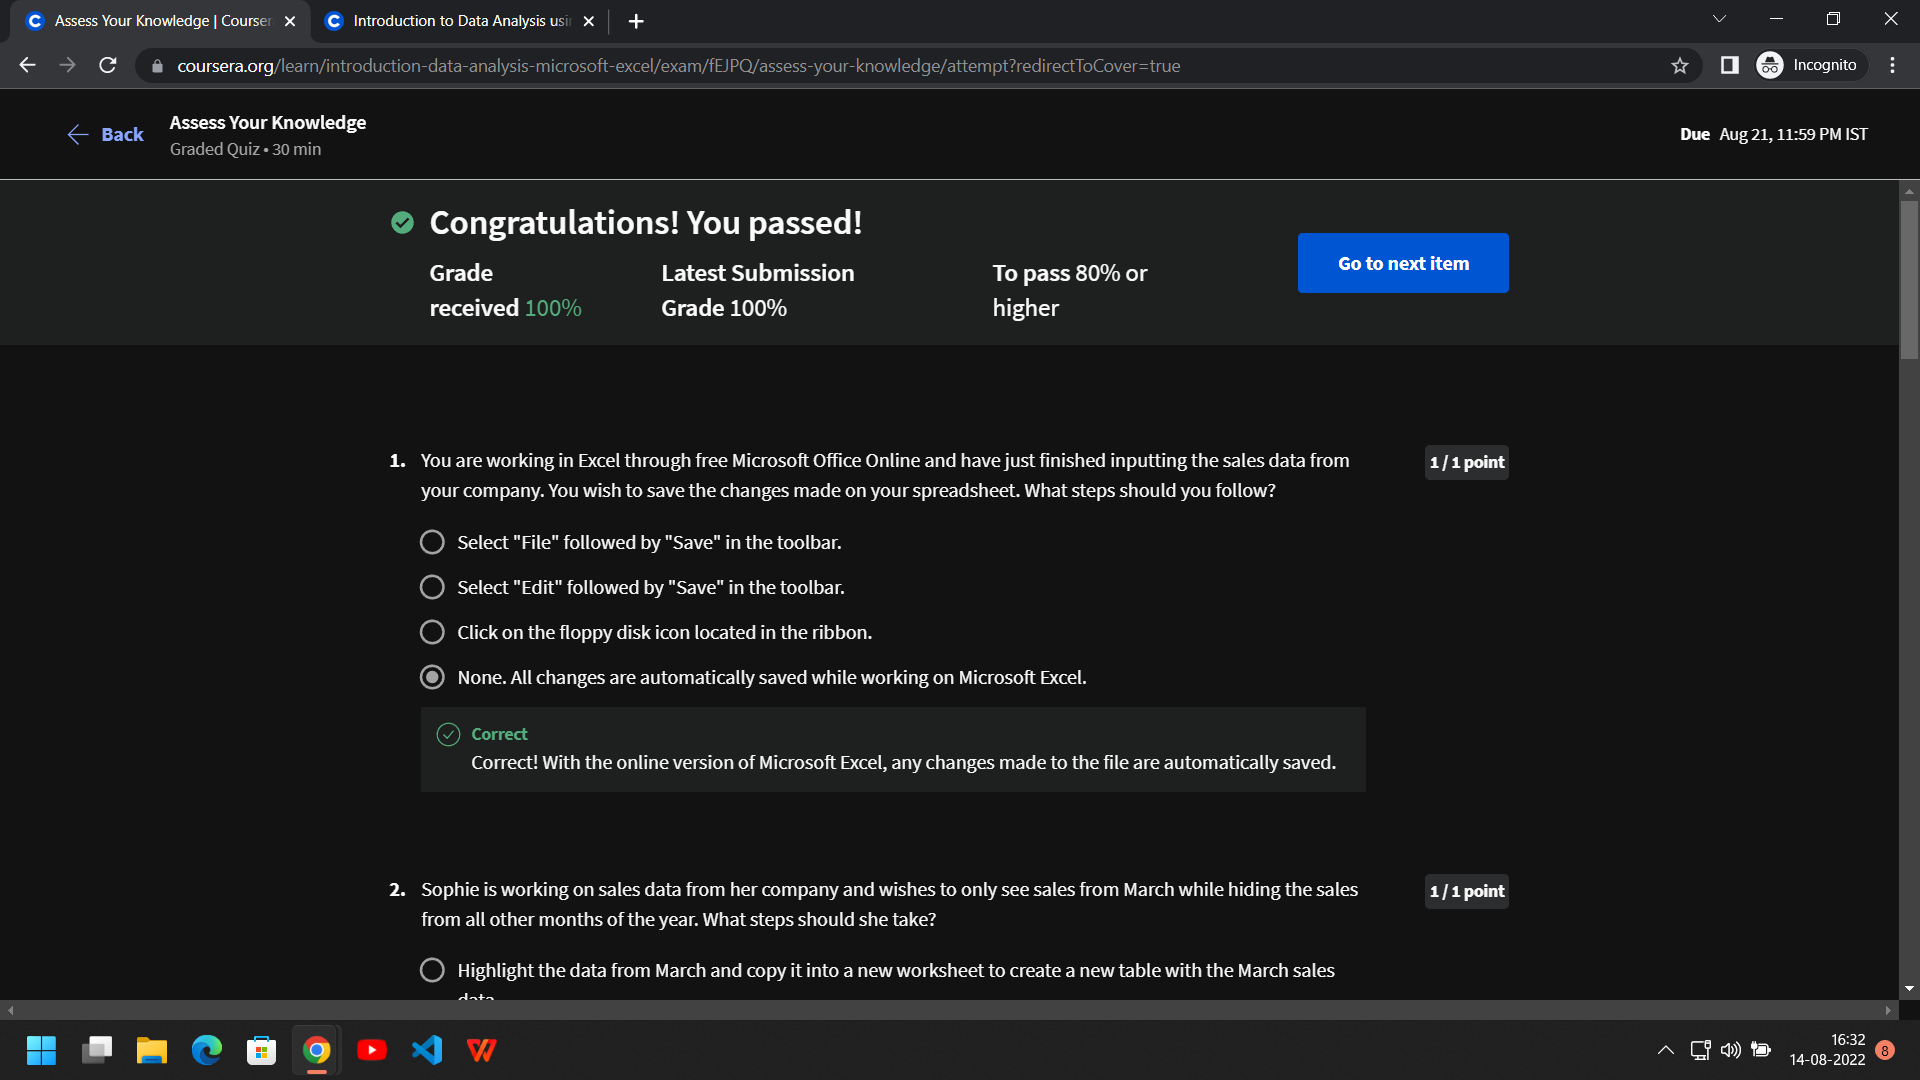 Assess Your Knowledge | Courser
Introduction to Data Analysis usin
coursera.org/learn/introduction-data-analysis-microsoft-excel/exam/fEJPQ/assess-your-knowledge/attempt?redirectToCover=true
Incognito
Back
Assess Your Knowledge
Graded Quiz • 30 min
Due Aug 21, 11:59 PM IST
Congratulations! You passed!
Grade
received 100%
Latest Submission
Grade 100%
To pass 80% or
higher
Go to next item
1. You are working in Excel through free Microsoft Office Online and have just finished inputting the sales data from
your company. You wish to save the changes made on your spreadsheet. What steps should you follow?
1 / 1 point
Select "File" followed by "Save" in the toolbar.
Select "Edit" followed by "Save" in the toolbar.
Click on the floppy disk icon located in the ribbon.
None. All changes are automatically saved while working on Microsoft Excel.
Correct
Correct! With the online version of Microsoft Excel, any changes made to the file are automatically saved.
2. Sophie is working on sales data from her company and wishes to only see sales from March while hiding the sales
from all other months of the year. What steps should she take?
1 / 1 point
Highlight the data from March and copy it into a new worksheet to create a new table with the March sales
data
16:32
14-08-2022
8